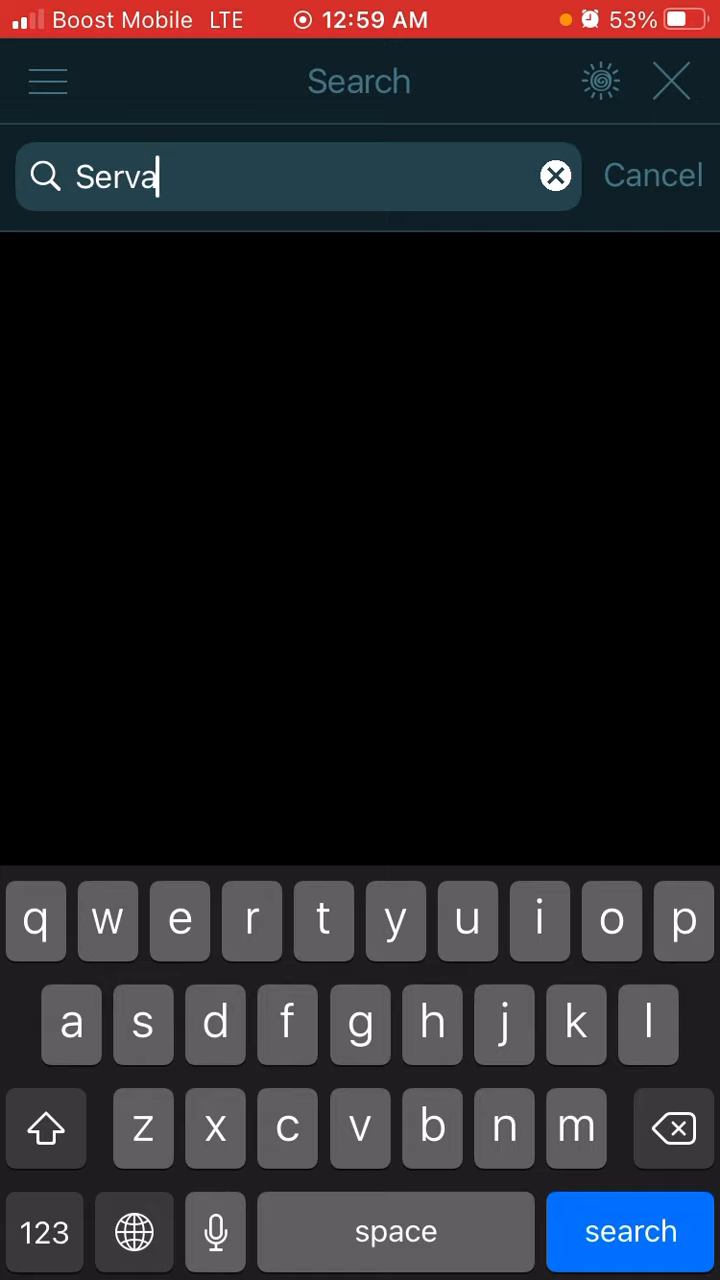 Boost Mobile LTE 12:59 AM 53%
Search
Serva Cancel
q w e r t y u i o p
a s d f g h j k l
z x c v b n m
123 space search